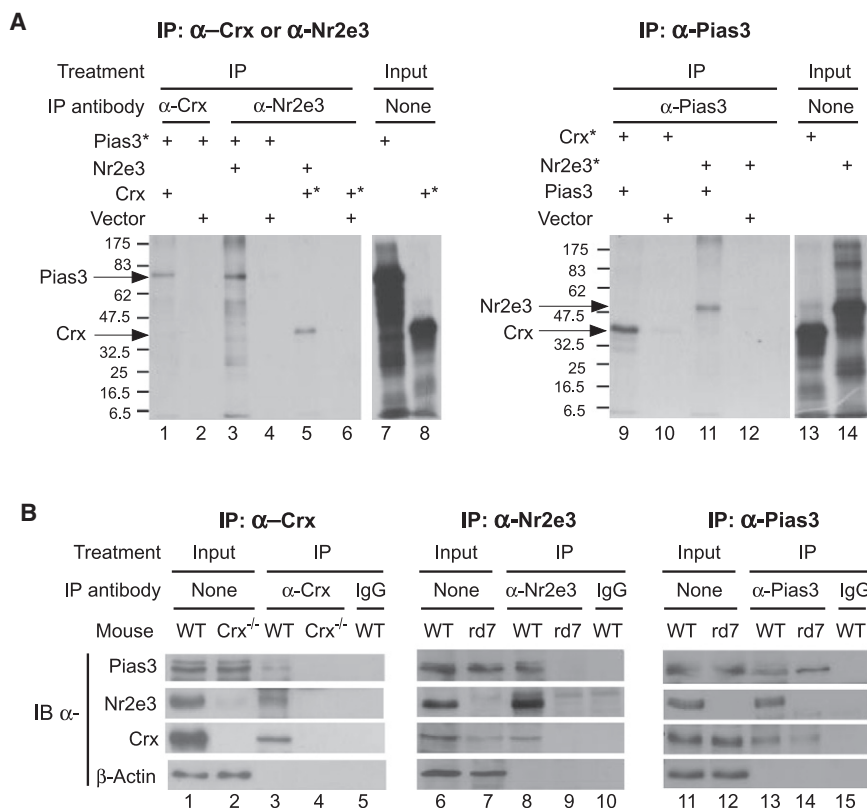 A
IP: α–Crx or α-Nr2e3
Treatment IP Input
IP antibody α-Crx α-Nr2e3 None
Pias3* + + + + +
Nr2e3 + +
Crx + +* +* +*
Vector + + +
175
83
62
47.5
32.5
25
16.5
6.5
Pias3
Crx
1 2 3 4 5 6 7 8
IP: α-Pias3
IP Input
α-Pias3 None
Crx* + + +
Nr2e3* + + +
Pias3 + +
Vector + +
175
83
62
47.5
32.5
25
16.5
6.5
Nr2e3
Crx
9 10 11 12 13 14
B
IP: α–Crx IP: α-Nr2e3 IP: α-Pias3
Treatment Input IP Input IP Input IP
IP antibody None α-Crx IgG None α-Nr2e3 IgG None α-Pias3 IgG
Mouse WT Crx-/- WT Crx-/- WT WT rd7 WT rd7 WT WT rd7 WT rd7 WT
IB α-
Pias3
Nr2e3
Crx
β-Actin
1 2 3 4 5 6 7 8 9 10 11 12 13 14 15